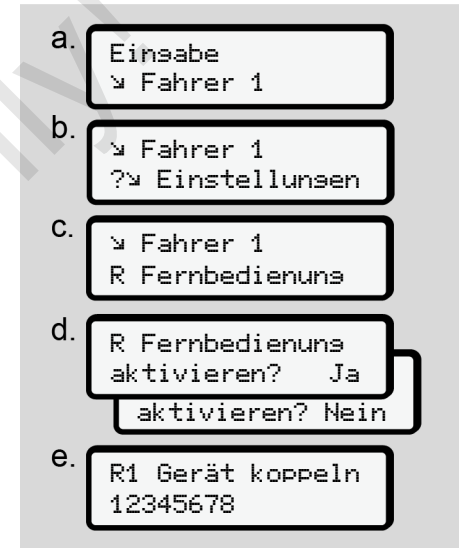 a.
Eingabe
↘ Fahrer 1
b.
↘ Fahrer 1
?↘ Einstellungen
c.
↘ Fahrer 1
R Fernbedienung
d.
R Fernbedienung
aktivieren? Ja
aktivieren? Nein
e.
R1 Gerät koppeln
12345678